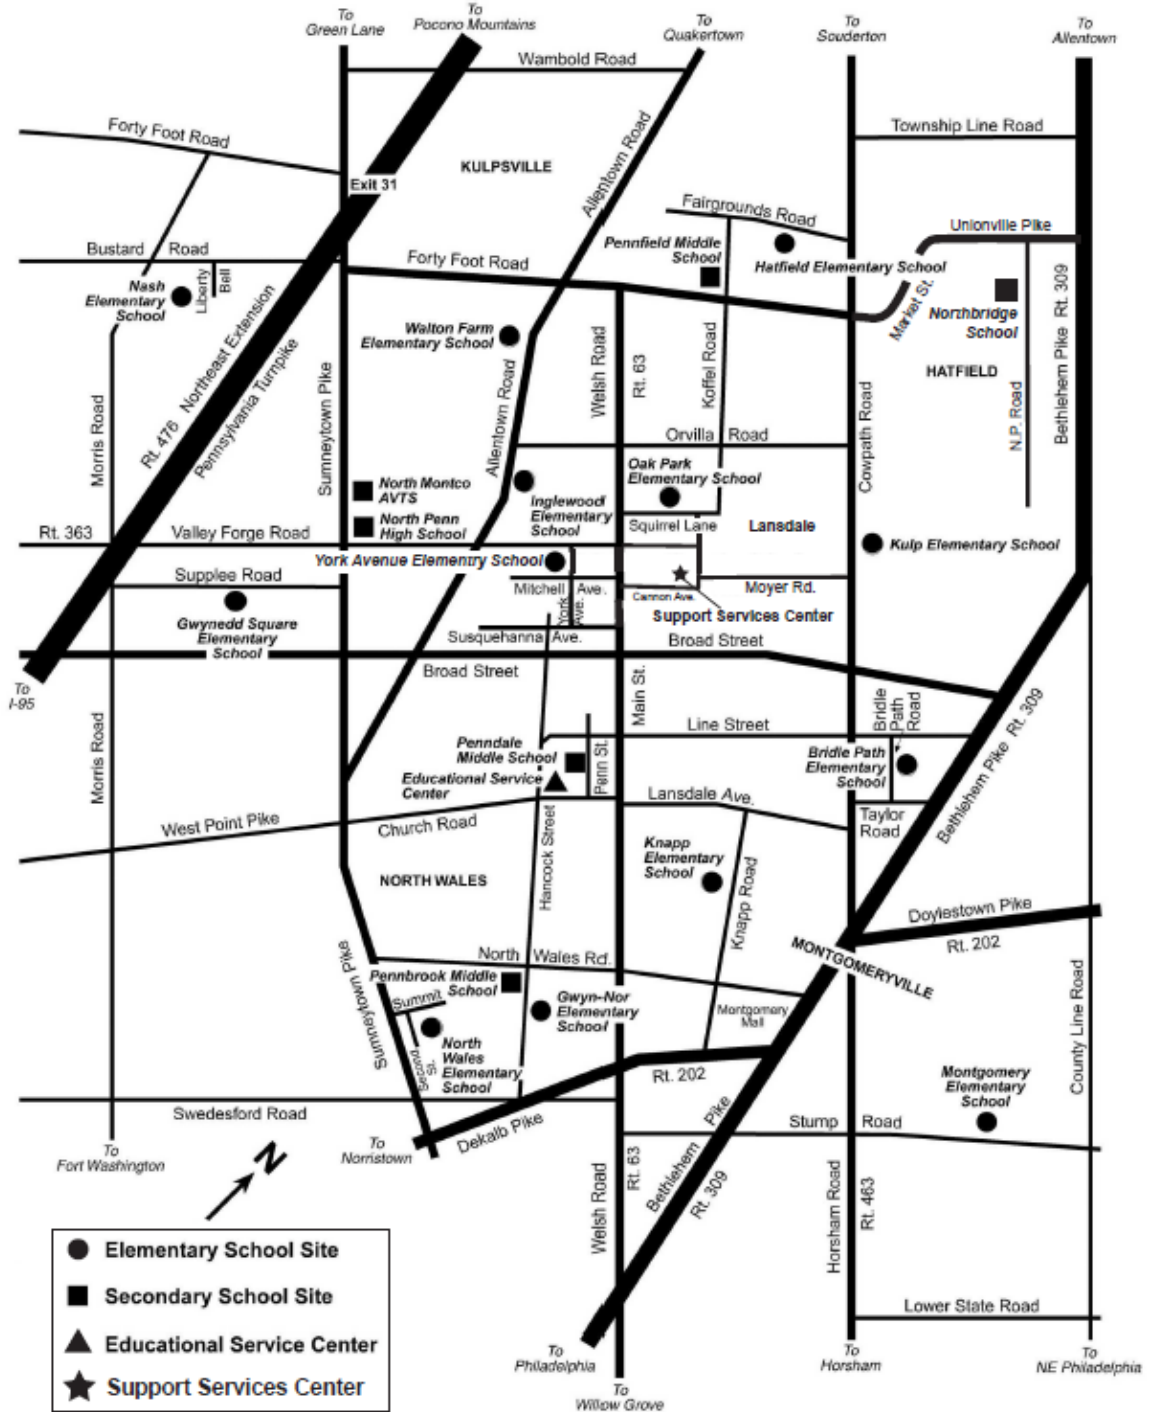 To
Green Lane
To
Pocono Mountains
To
Quakertown
To
Souderton
To
Allentown
Wambold Road
Forty Foot Road
Township Line Road
KULPSVILLE
Allentown Road
Exit 31
Fairgrounds Road
Unionville Pike
Pennfield Middle
School
Hatfield Elementary School
Bustard Road
Forty Foot Road
Liberty
Bell
Nash
Elementary
School
Market St.
Northbridge
School
Bethlehem Pike Rt. 309
Walton Farm
Elementary School
Rt. 476 Northeast Extension
Pennsylvania Turnpike
Welsh Road
Rt. 63
Koffel Road
HATFIELD
Sumneytown Pike
Morris Road
Allentown Road
Cowpath Road
N.P. Road
Orvilla Road
North Montco
AVTS
Oak Park
Elementary School
Inglewood
Elementary
School
North Penn
High School
Squirrel Lane
Lansdale
Rt. 363
Valley Forge Road
Kulp Elementary School
York Avenue Elementry School
Supplee Road
Mitchell Ave.
York
Ave.
Cannon Ave.
Moyer Rd.
Support Services Center
Gwynedd Square
Elementary
School
Susquehanna Ave.
Broad Street
Broad Street
To
I-95
Main St.
Bridle
Path
Road
Line Street
Morris Road
Penndale
Middle School
Penn St.
Bridle Path
Elementary
School
Bethlehem Pike Rt. 309
Educational Service
Center
Lansdale Ave.
Taylor
Road
West Point Pike
Church Road
Hancock Street
Knapp
Elementary
School
Knapp Road
NORTH WALES
Doylestown Pike
Rt. 202
MONTGOMERYVILLE
Sumneytown Pike
North Wales Rd.
Pennbrook Middle
School
Summit
Gwyn-Nor
Elementary
School
Montgomery
Mall
County Line Road
Second
St.
North
Wales
Elementary
School
Rt. 202
Montgomery
Elementary
School
Swedesford Road
Dekalb Pike
Stump Road
To
Fort Washington
To
Norristown
N
Bethlehem Pike
Rt. 309
Welsh Road
Rt. 63
Horsham Road
Rt. 463
Elementary School Site
Secondary School Site
Educational Service Center
Support Services Center
Lower State Road
To
Philadelphia
To
Horsham
To
NE Philadelphia
To
Willow Grove